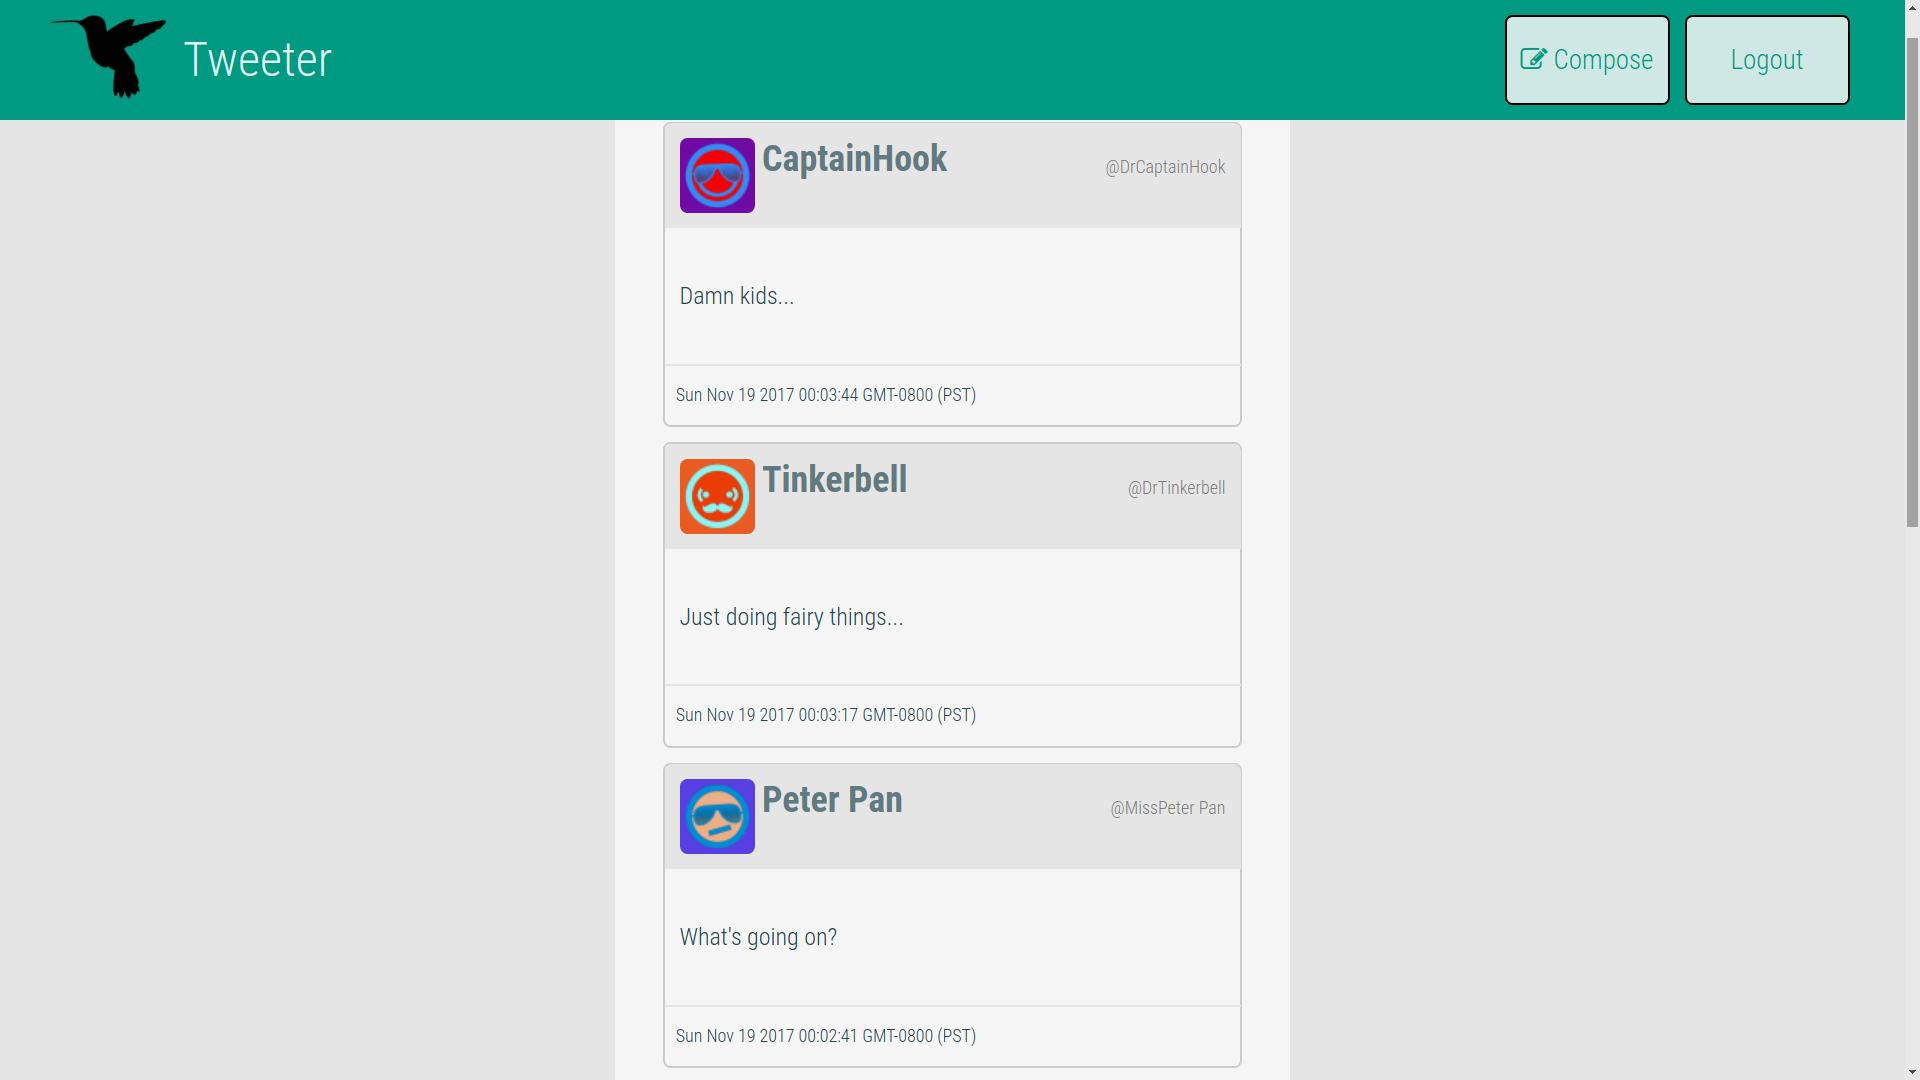 Tweeter
Compose
Logout
CaptainHook
@DrCaptainHook
Damn kids...
Sun Nov 19 2017 00:03:44 GMT-0800 (PST)
Tinkerbell
@DrTinkerbell
Just doing fairy things...
Sun Nov 19 2017 00:03:17 GMT-0800 (PST)
Peter Pan
@MissPeter Pan
What's going on?
Sun Nov 19 2017 00:02:41 GMT-0800 (PST)